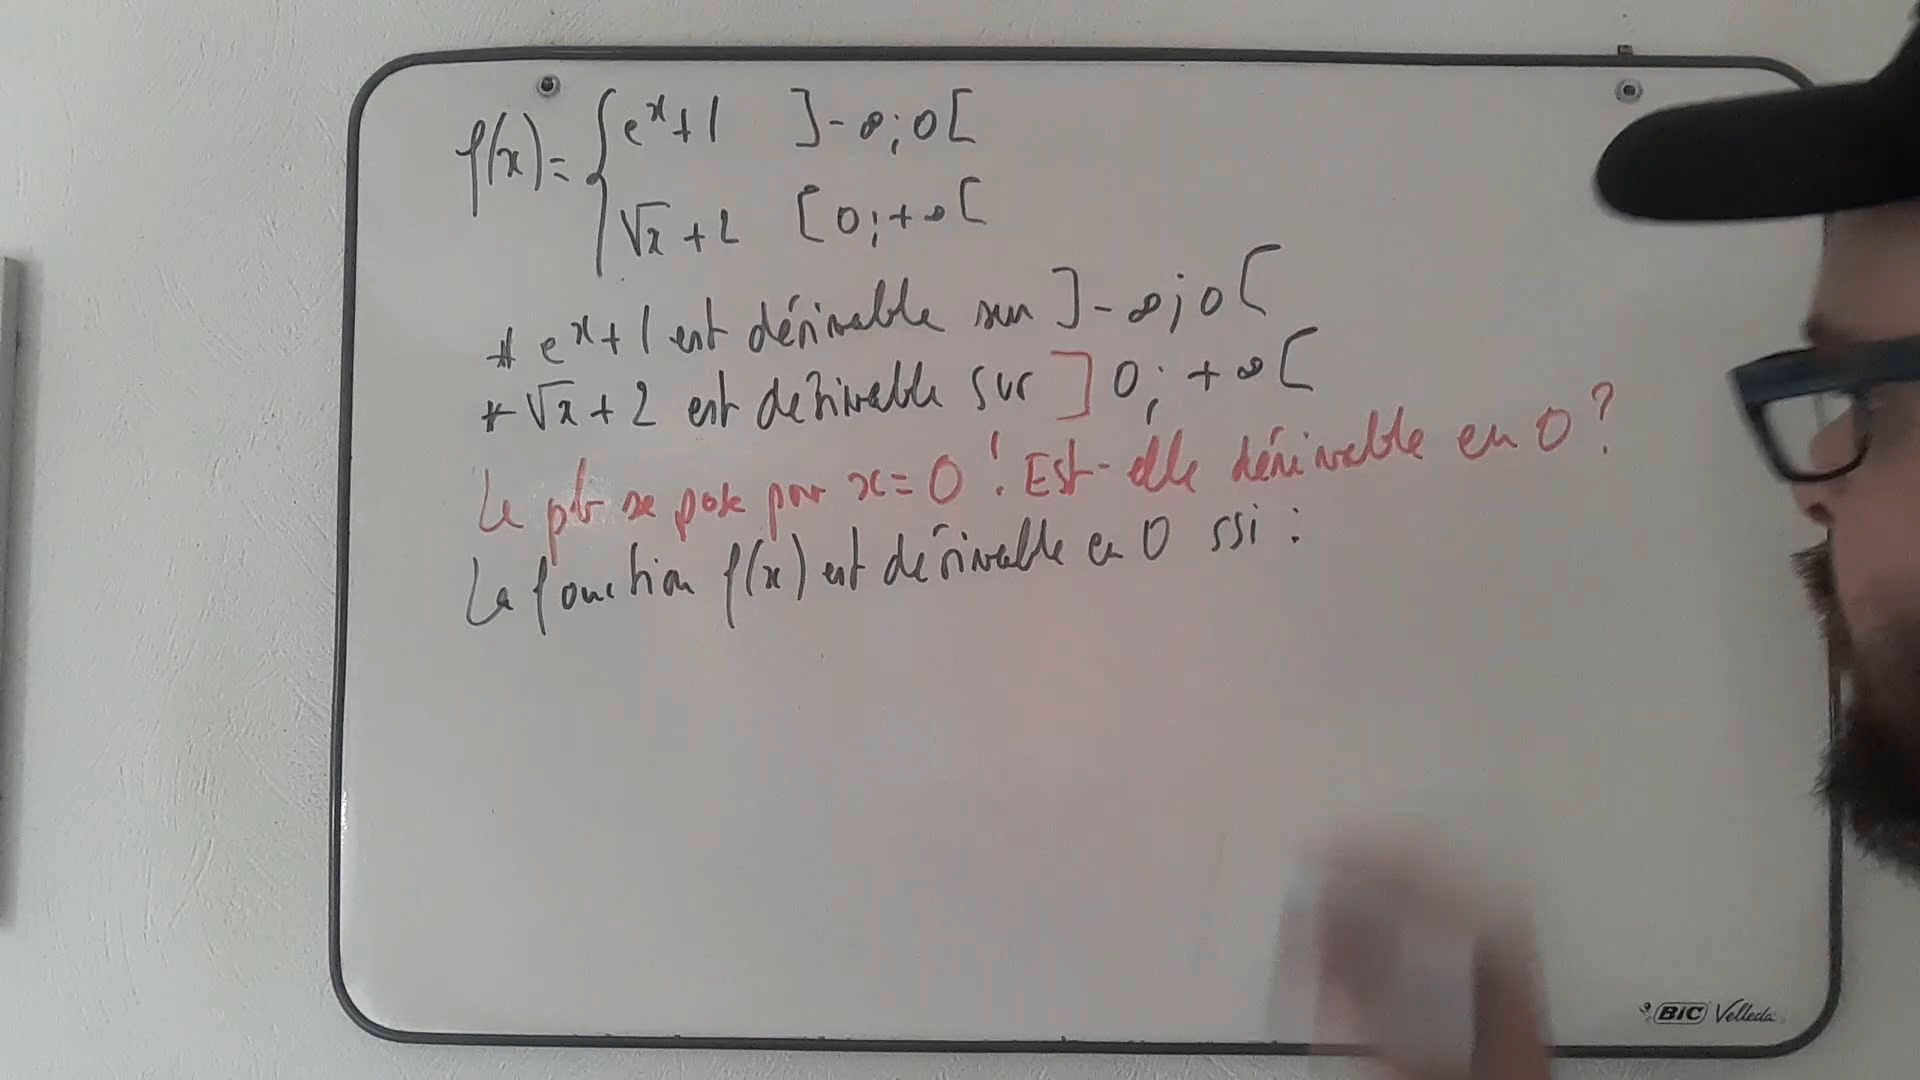 f(x)= { e^x+1 ]-∞;0[
√x+2 [0;+∞[
* e^x+1 est dérivable sur ]-∞;0[
* √x+2 est derivable sur ]0;+∞[
Le pb se pose pour x=0! Est-elle dérivable en 0?
La fonction f(x) est dérivable en 0 ssi:
BIC Velleda